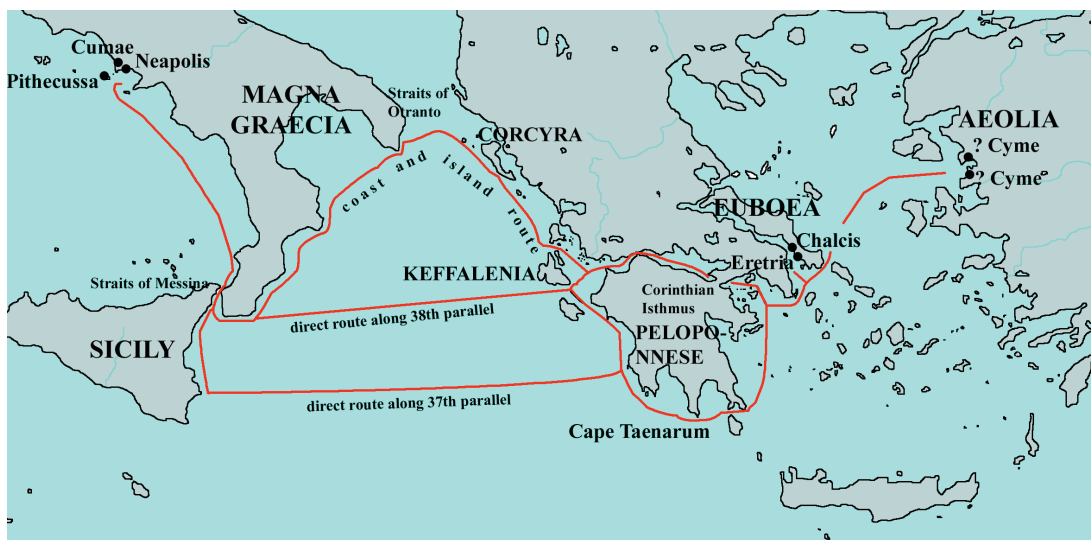 Cumae
Neapolis
Pithecussa
MAGNA
GRAECIA
Straits of
Otranto
CORCYRA
AEOLIA
? Cyme
? Cyme
coast and island route
EUBOEA
Chalcis
Eretria
KEFFALENIA
Straits of Messina
Corinthian
Isthmus
direct route along 38th parallel
PELOPO-
NNESE
SICILY
direct route along 37th parallel
Cape Taenarum